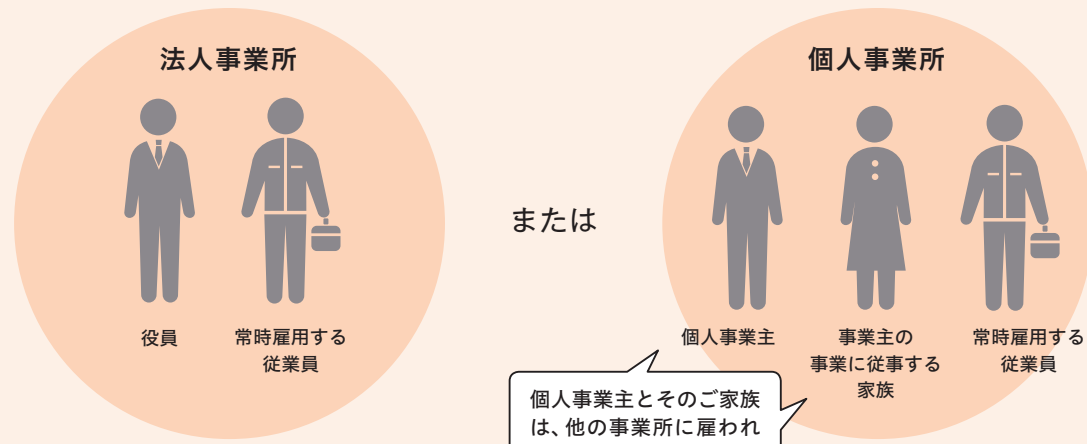 法人事業所
役員
常時雇用する
従業員
または
個人事業所
個人事業主
事業主の
事業に従事する
家族
常時雇用する
従業員
個人事業主とそのご家族
は、他の事業所に雇われ